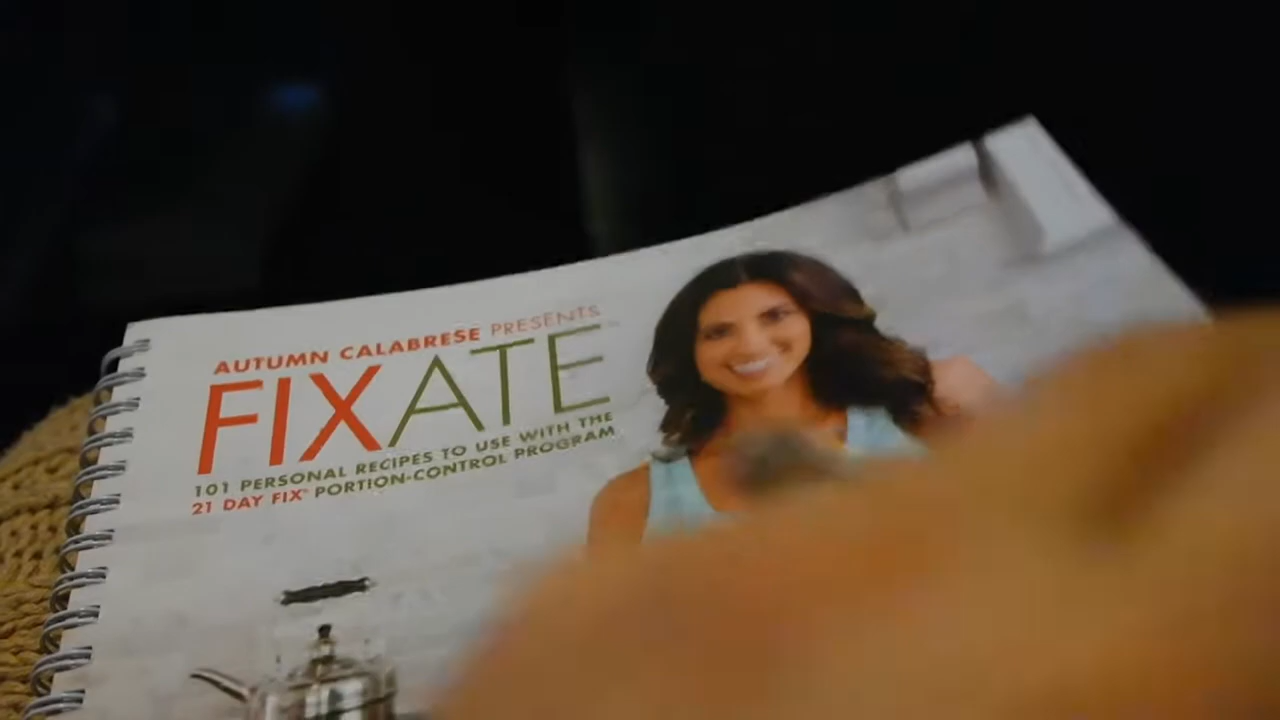 AUTUMN CALABRESE PRESENTS
FIXATE
101 PERSONAL RECIPES TO USE WITH THE
21 DAY FIX® PORTION-CONTROL PROGRAM